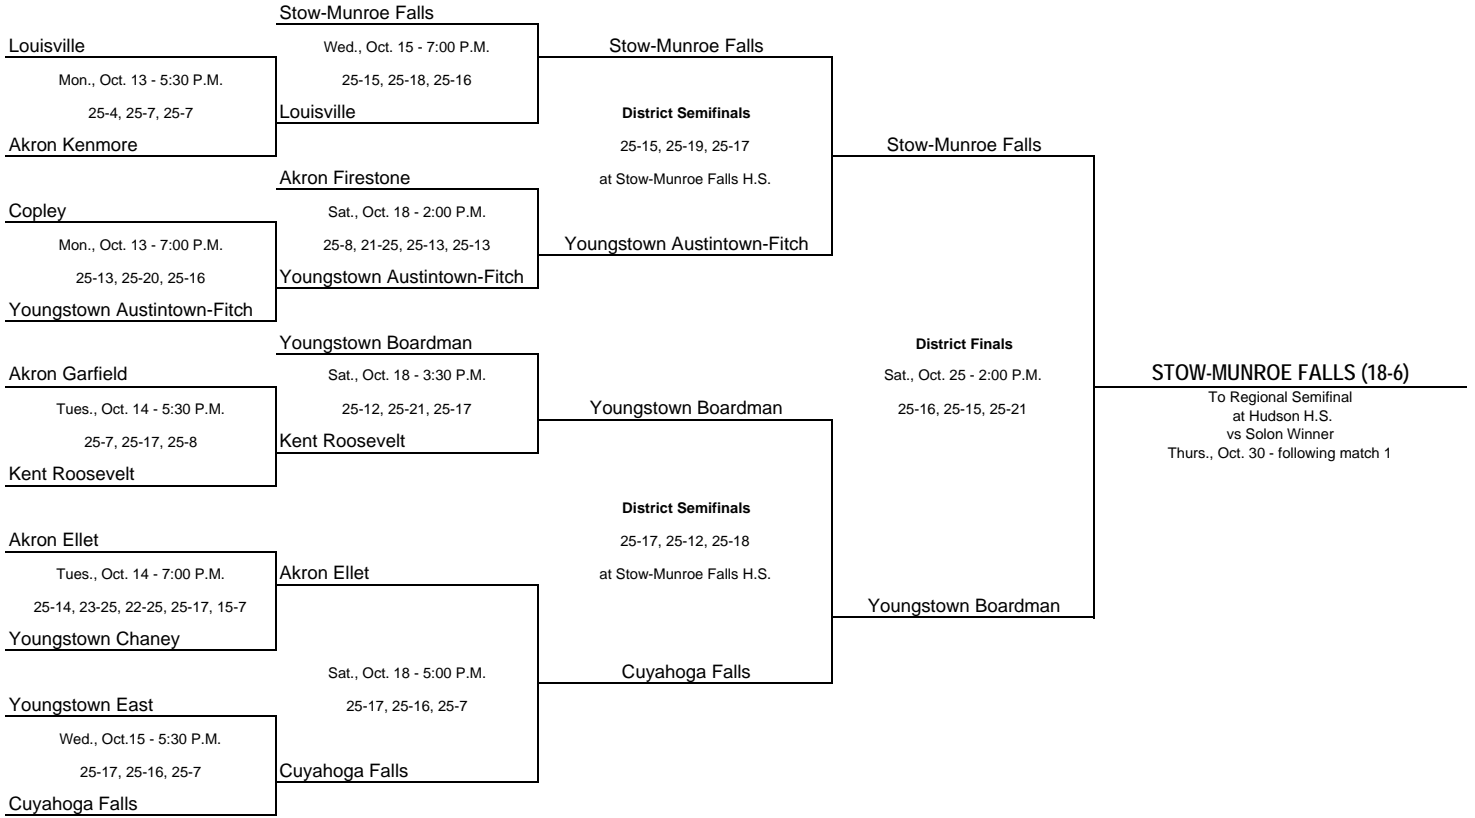 Stow-Munroe Falls
Louisville
Wed., Oct. 15 - 7:00 P.M.
Stow-Munroe Falls
Mon., Oct. 13 - 5:30 P.M.
25-15, 25-18, 25-16
25-4, 25-7, 25-7
Louisville
District Semifinals
Akron Kenmore
25-15, 25-19, 25-17
Stow-Munroe Falls
Akron Firestone
at Stow-Munroe Falls H.S.
Copley
Sat., Oct. 18 - 2:00 P.M.
Mon., Oct. 13 - 7:00 P.M.
25-8, 21-25, 25-13, 25-13
Youngstown Austintown-Fitch
25-13, 25-20, 25-16
Youngstown Austintown-Fitch
Youngstown Austintown-Fitch
Youngstown Boardman
District Finals
Akron Garfield
Sat., Oct. 18 - 3:30 P.M.
Sat., Oct. 25 - 2:00 P.M.
STOW-MUNROE FALLS (18-6)
Tues., Oct. 14 - 5:30 P.M.
25-12, 25-21, 25-17
Youngstown Boardman
25-16, 25-15, 25-21
To Regional Semifinal
at Hudson H.S.
vs Solon Winner
Thurs., Oct. 30 - following match 1
25-7, 25-17, 25-8
Kent Roosevelt
Kent Roosevelt
District Semifinals
Akron Ellet
25-17, 25-12, 25-18
Tues., Oct. 14 - 7:00 P.M.
Akron Ellet
at Stow-Munroe Falls H.S.
25-14, 23-25, 22-25, 25-17, 15-7
Youngstown Boardman
Youngstown Chaney
Sat., Oct. 18 - 5:00 P.M.
Cuyahoga Falls
Youngstown East
25-17, 25-16, 25-7
Wed., Oct.15 - 5:30 P.M.
25-17, 25-16, 25-7
Cuyahoga Falls
Cuyahoga Falls